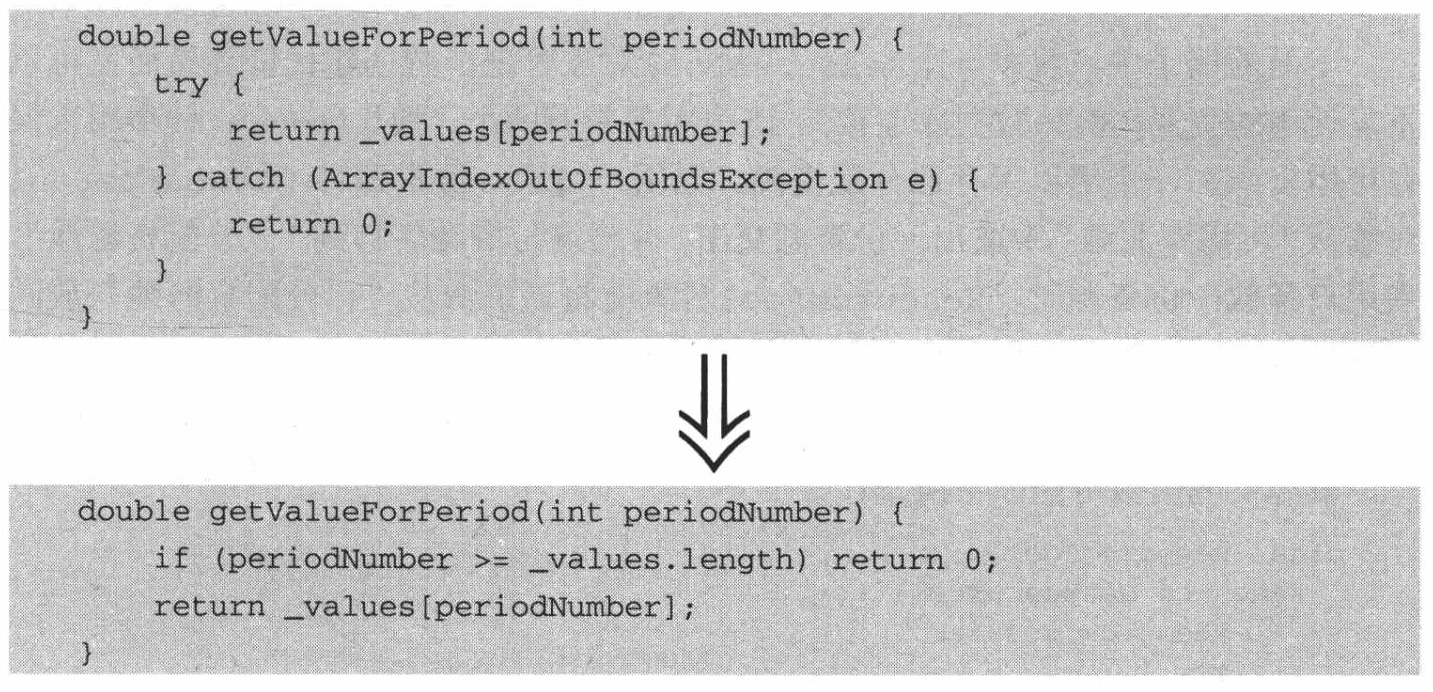 double getValueForPeriod(int periodNumber) {
    try {
        return _values[periodNumber];
    } catch (ArrayIndexOutOfBoundsException e) {
        return 0;
    }
}
double getValueForPeriod(int periodNumber) {
    if (periodNumber >= _values.length) return 0;
    return _values[periodNumber];
}